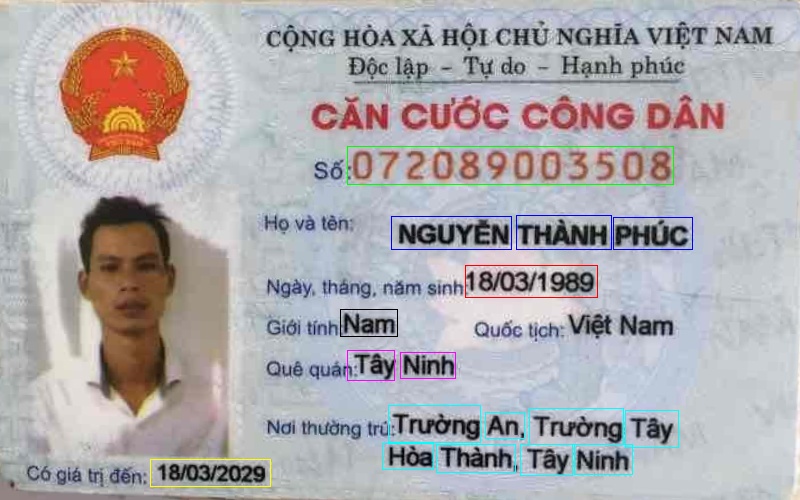 CỘNG HÒA XÃ HỘI CHỦ NGHĨA VIỆT NAM
Độc lập - Tự do - Hạnh phúc
CĂN CƯỚC CÔNG DÂN
Số: 072089003508
Họ và tên: NGUYỄN THÀNH PHÚC
Ngày, tháng, năm sinh: 18/03/1989
Giới tính: Nam Quốc tịch: Việt Nam
Quê quán: Tây Ninh
Nơi thường trú: Trường An, Trường Tây
Hòa Thành, Tây Ninh
Có giá trị đến: 18/03/2029